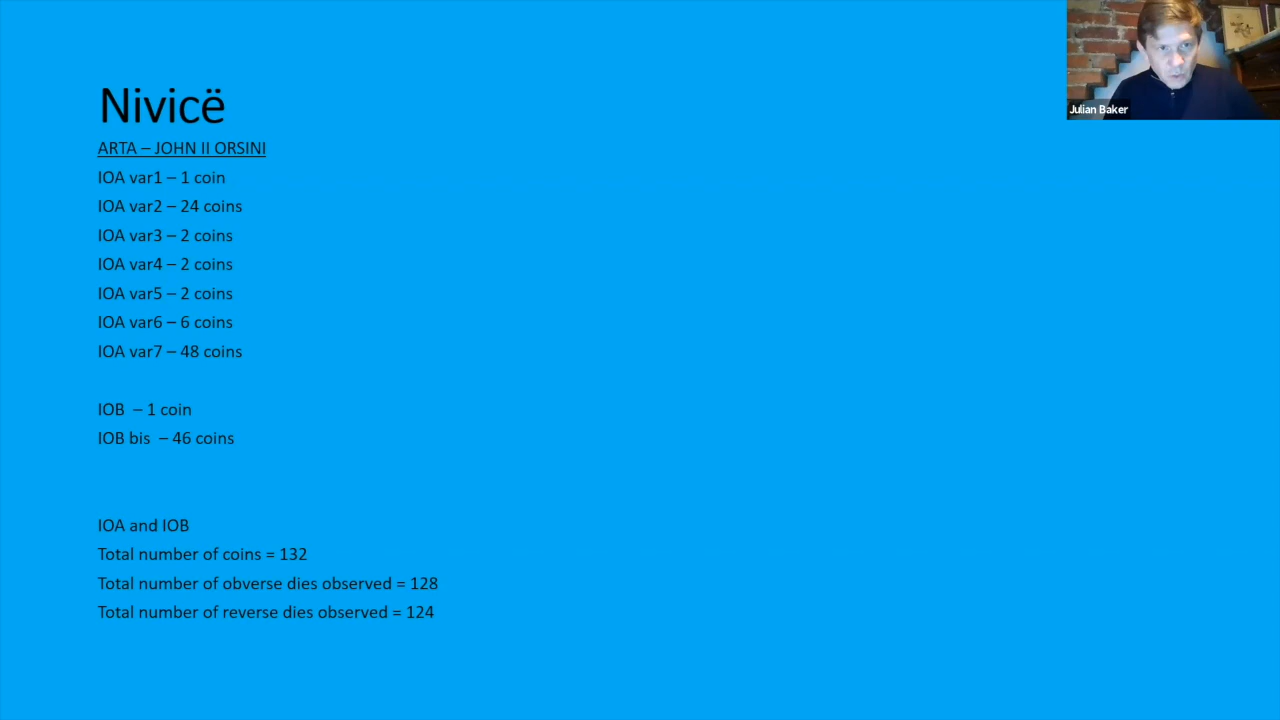 Nivicë
ARTA – JOHN II ORSINI
IOA var1 – 1 coin
IOA var2 – 24 coins
IOA var3 – 2 coins
IOA var4 – 2 coins
IOA var5 – 2 coins
IOA var6 – 6 coins
IOA var7 – 48 coins
IOB – 1 coin
IOB bis – 46 coins
IOA and IOB
Total number of coins = 132
Total number of obverse dies observed = 128
Total number of reverse dies observed = 124
Julian Baker